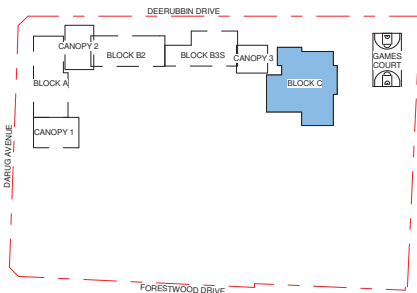 DEERUBBIN DRIVE
CANOPY 2
BLOCK B2
BLOCK B3S
CANOPY 3
GAMES
COURT
BLOCK A
BLOCK C
CANOPY 1
DARUG AVENUE
FORESTWOOD DRIVE